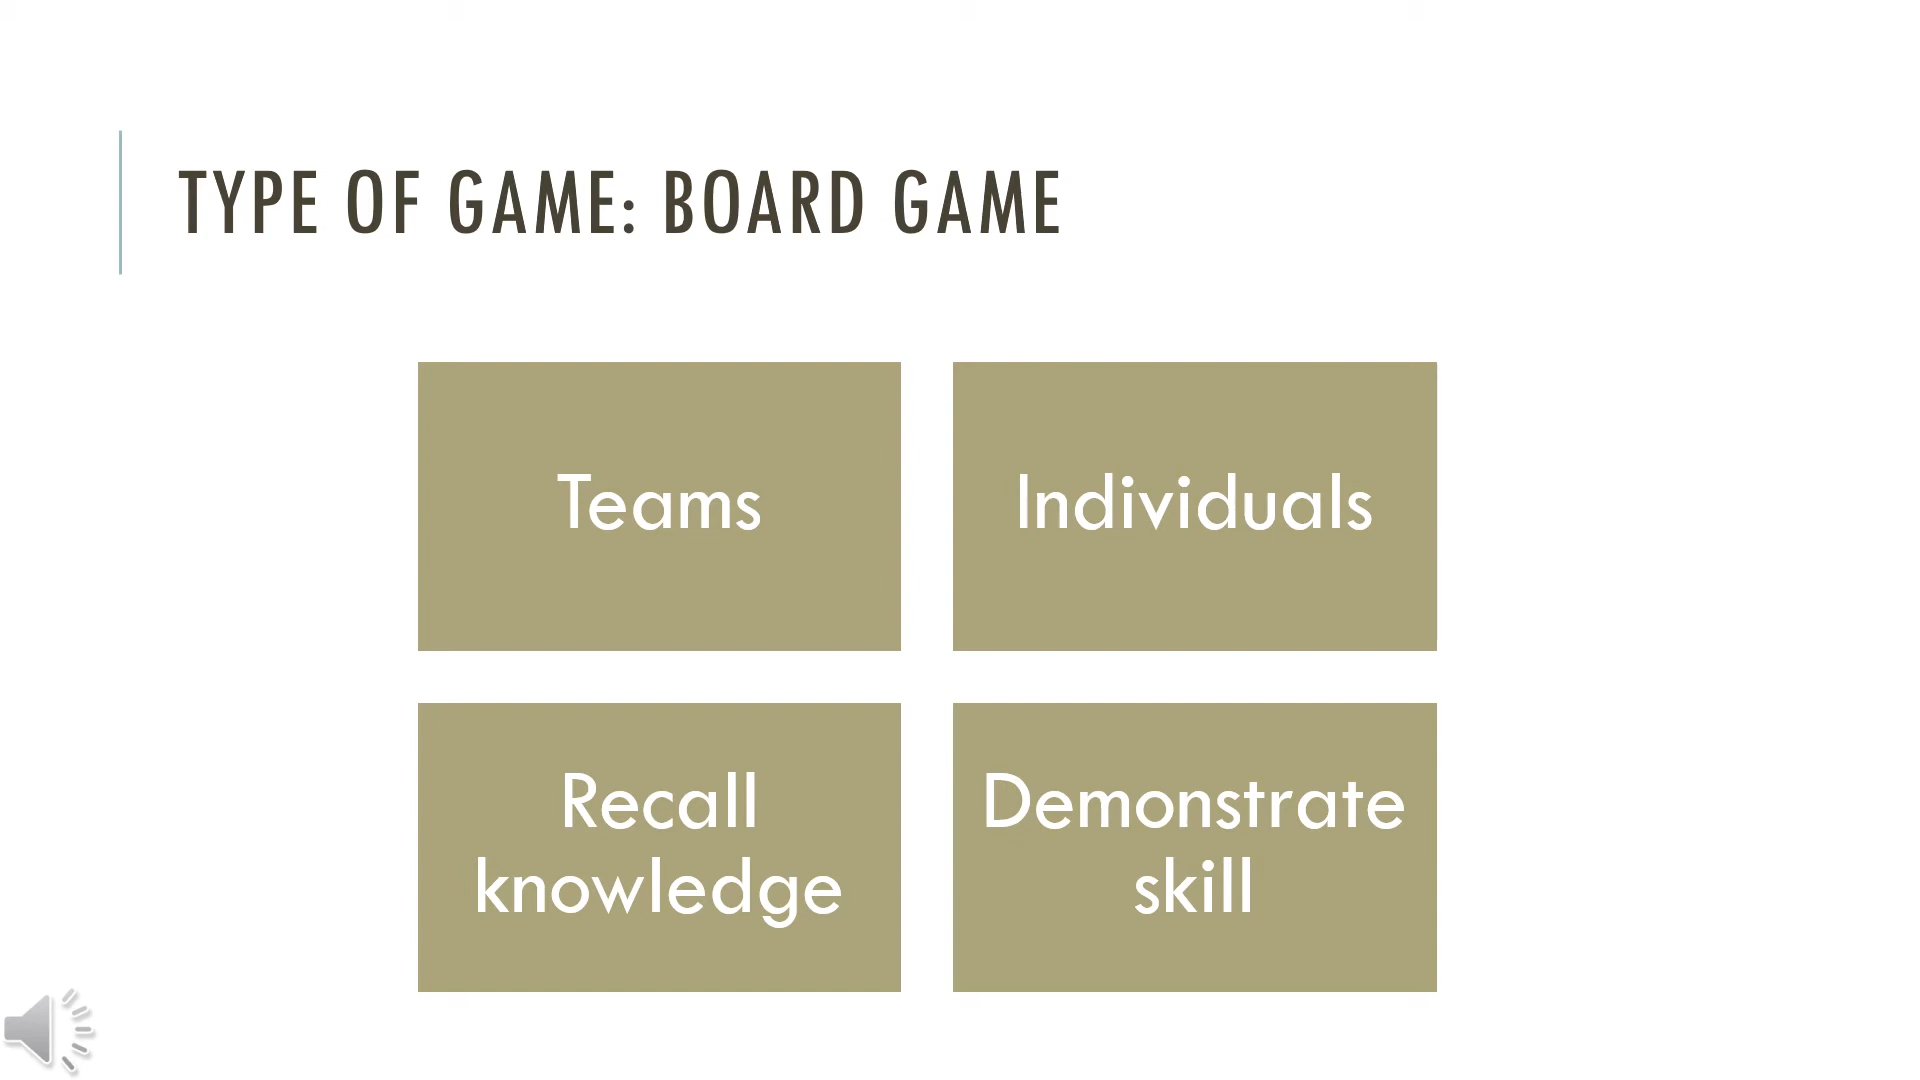 TYPE OF GAME: BOARD GAME
Teams
Individuals
Recall
knowledge
Demonstrate
skill